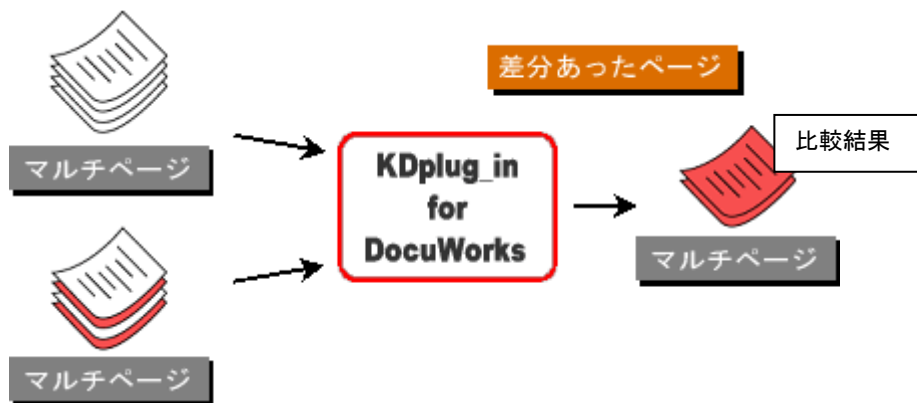 差分あったページ
マルチページ
KDplug_in
for
DocuWorks
比較結果
マルチページ
マルチページ